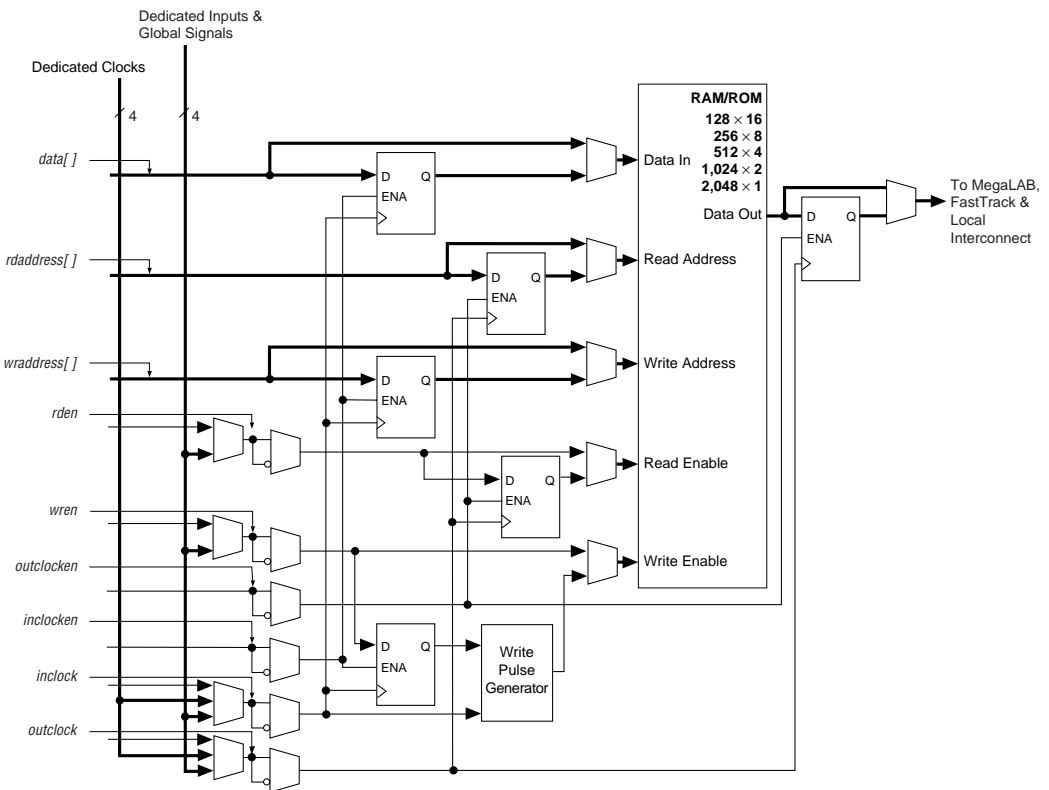 Dedicated Inputs &
Global Signals
Dedicated Clocks
4
4
RAM/ROM
128 × 16
256 × 8
512 × 4
1,024 × 2
2,048 × 1
data[ ]
D
Q
ENA
Data In
Data Out
D
Q
ENA
To MegaLAB,
FastTrack &
Local
Interconnect
rdaddress[ ]
D
Q
ENA
Read Address
wraddress[ ]
D
Q
ENA
Write Address
rden
D
Q
ENA
Read Enable
wren
Write Enable
outclocken
inclocken
D
Q
ENA
Write
Pulse
Generator
inclock
outclock